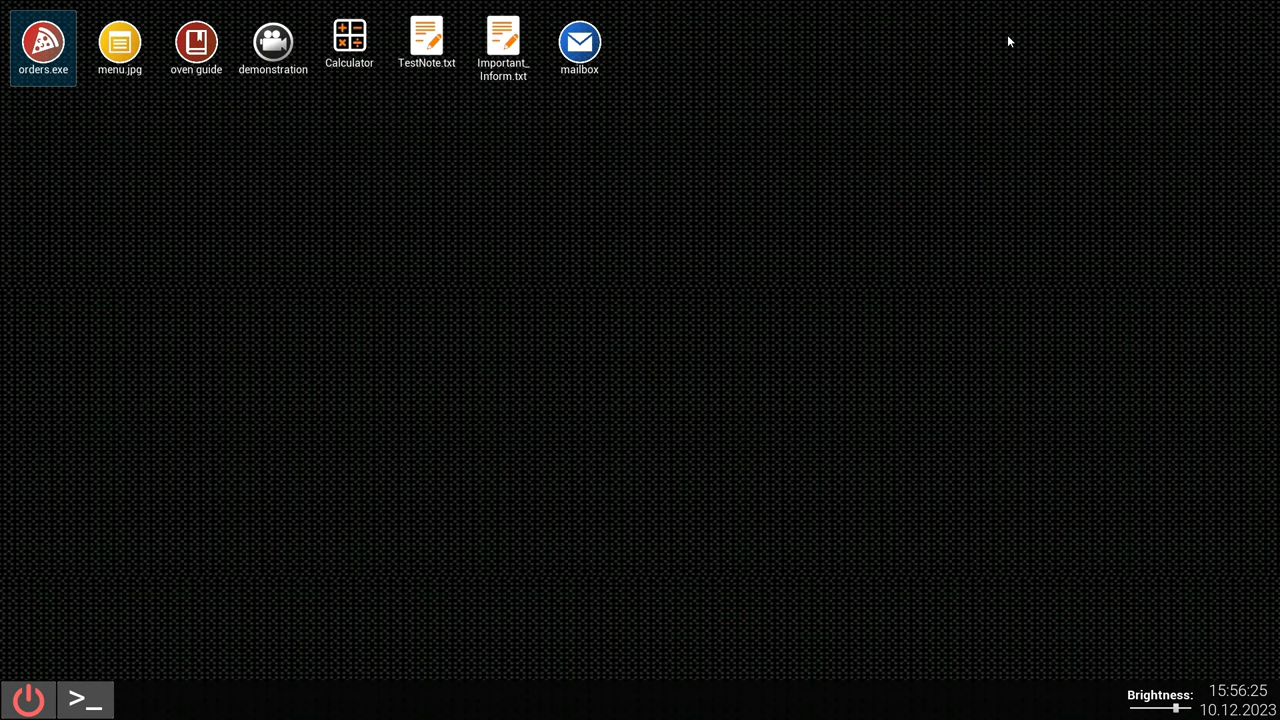 orders.exe
menu.jpg
oven guide
demonstration
Calculator
TestNote.txt
Important_
Inform.txt
mailbox
>_
Brightness:
15:56:25
10.12.2023